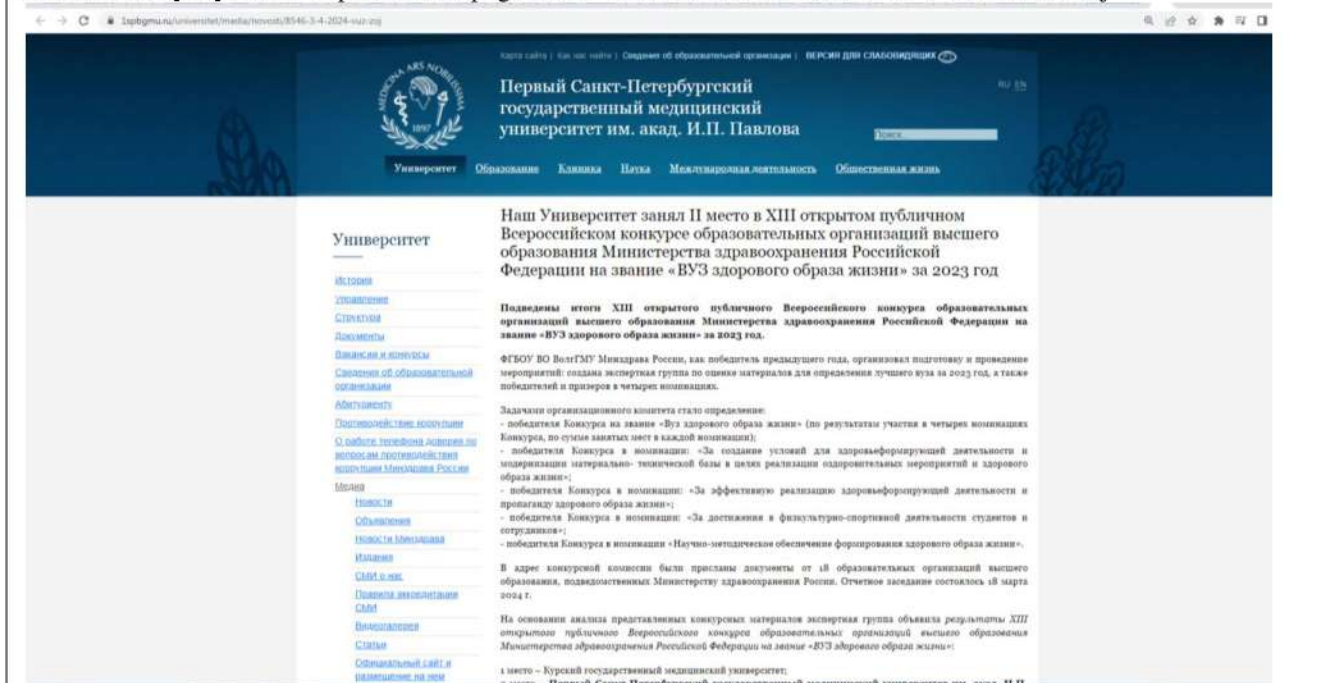 1spbgmu.ru/universitet/media/novosti/8546-3-4-2024-vuz-zoj
Карта сайта | Как нас найти | Сведения об образовательной организации | ВЕРСИЯ ДЛЯ СЛАБОВИДЯЩИХ
MEDICINA ARS NOBILISSIMA
1897
Первый Санкт-Петербургский
государственный медицинский
университет им. акад. И.П. Павлова
RU EN
Поиск...
Университет Образование Клиника Наука Международная деятельность Общественная жизнь
Университет
История
Управление
Структура
Документы
Вакансии и конкурсы
Сведения об образовательной
организации
Абитуриенту
Противодействие коррупции
О работе телефона доверия по
вопросам противодействия
коррупции Минздрава России
Медиа
Новости
Объявления
Новости Минздрава
Издания
СМИ о нас
Правила аккредитации
СМИ
Видеогалерея
Статьи
Официальный сайт и
размещение на нем
Наш Университет занял II место в XIII открытом публичном
Всероссийском конкурсе образовательных организаций высшего
образования Министерства здравоохранения Российской
Федерации на звание «ВУЗ здорового образа жизни» за 2023 год
Подведены итоги XIII открытого публичного Всероссийского конкурса образовательных
организаций высшего образования Министерства здравоохранения Российской Федерации на
звание «ВУЗ здорового образа жизни» за 2023 год.
ФГБОУ ВО ВолгГМУ Минздрава России, как победитель предыдущего года, организовал подготовку и проведение
мероприятий: создана экспертная группа по оценке материалов для определения лучшего вуза за 2023 год, а также
победителей и призеров в четырех номинациях.
Задачами организационного комитета стало определение:
- победителя Конкурса на звание «Вуз здорового образа жизни» (по результатам участия в четырех номинациях
Конкурса, по сумме занятых мест в каждой номинации);
- победителя Конкурса в номинации: «За создание условий для здоровьеформирующей деятельности и
модернизации материально- технической базы в целях реализации оздоровительных мероприятий и здорового
образа жизни»;
- победителя Конкурса в номинации: «За эффективную реализацию здоровьеформирующей деятельности и
пропаганду здорового образа жизни»;
- победителя Конкурса в номинации: «За достижения в физкультурно-спортивной деятельности студентов и
сотрудников»;
- победителя Конкурса в номинации «Научно-методическое обеспечение формирования здорового образа жизни».
В адрес конкурсной комиссии были присланы документы от 18 образовательных организаций высшего
образования, подведомственных Министерству здравоохранения России. Отчетное заседание состоялось 18 марта
2024 г.
На основании анализа представленных конкурсных материалов экспертная группа объявила результаты XIII
открытого публичного Всероссийского конкурса образовательных организаций высшего образования
Министерства здравоохранения Российской Федерации на звание «ВУЗ здорового образа жизни»:
1 место – Курский государственный медицинский университет;
2 место – Первый Санкт-Петербургский государственный медицинский университет им. акад. И.П.